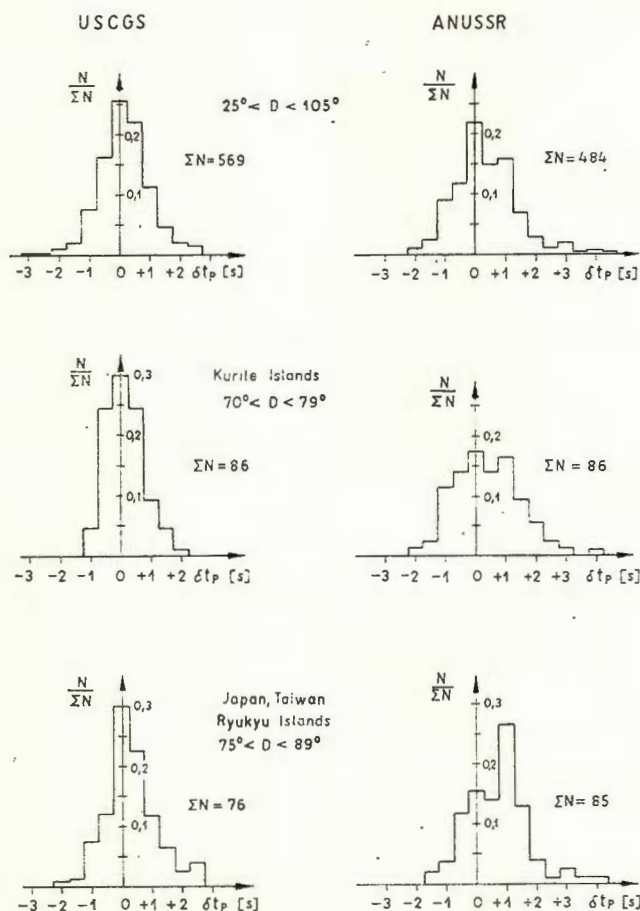 USCGS
ANUSSR
N
ΣN
0,2
0,1
25° < D < 105°
ΣN = 569
-3 -2 -1 0 +1 +2 δtp [s]
N
ΣN
0,2
0,1
ΣN = 484
-3 -2 -1 0 +1 +2 +3 δtp [s]
N
ΣN
0,3
0,2
0,1
Kurile Islands
70° < D < 79°
ΣN = 86
-3 -2 -1 0 +1 +2 δtp [s]
N
ΣN
0,2
0,1
ΣN = 86
-3 -2 -1 0 +1 +2 +3 δtp [s]
N
ΣN
0,3
0,2
0,1
Japan, Taiwan
Ryukyu Islands
75° < D < 89°
ΣN = 76
-3 -2 -1 0 +1 +2 δtp [s]
N
ΣN
0,3
0,2
0,1
ΣN = 85
-3 -2 -1 0 +1 +2 +3 δtp [s]